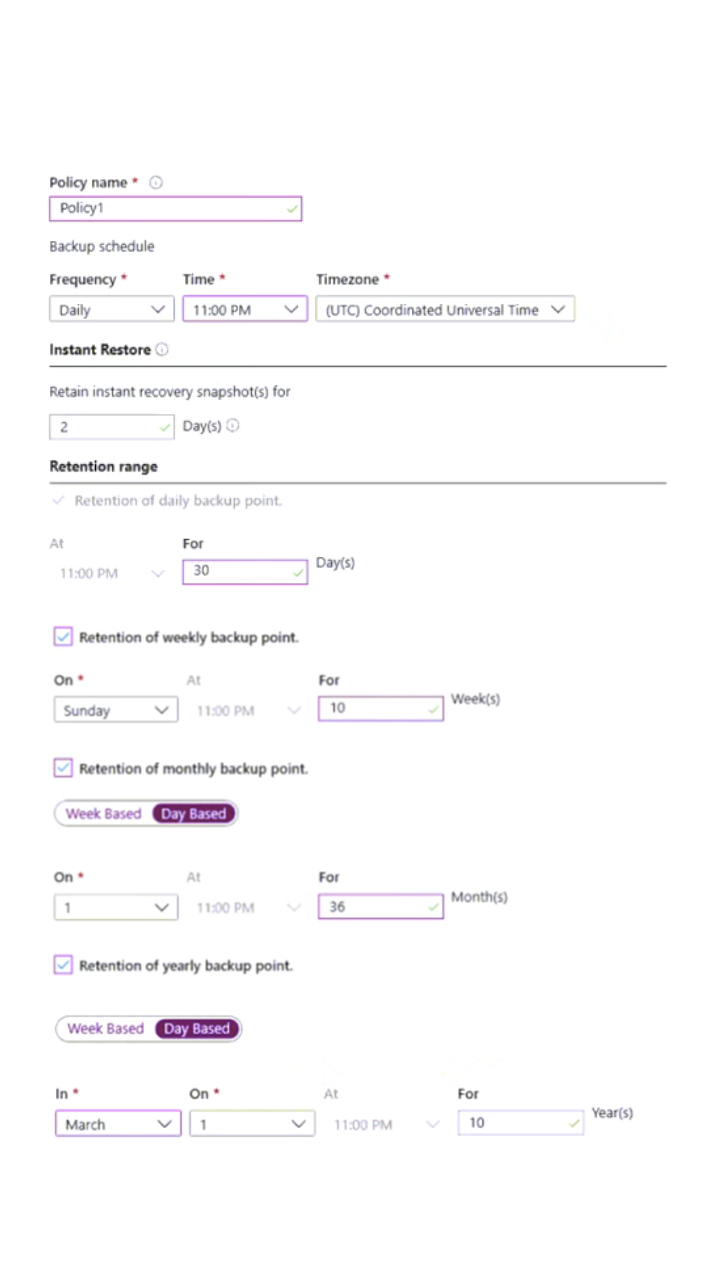 Policy name *
Policy1
Backup schedule
Frequency * Time * Timezone *
Daily 11:00 PM (UTC) Coordinated Universal Time
Instant Restore
Retain instant recovery snapshot(s) for
2 Day(s)
Retention range
Retention of daily backup point.
At For
11:00 PM 30 Day(s)
Retention of weekly backup point.
On * At For
Sunday 11:00 PM 10 Week(s)
Retention of monthly backup point.
Week Based Day Based
On * At For
1 11:00 PM 36 Month(s)
Retention of yearly backup point.
Week Based Day Based
In * On * At For
March 1 11:00 PM 10 Year(s)